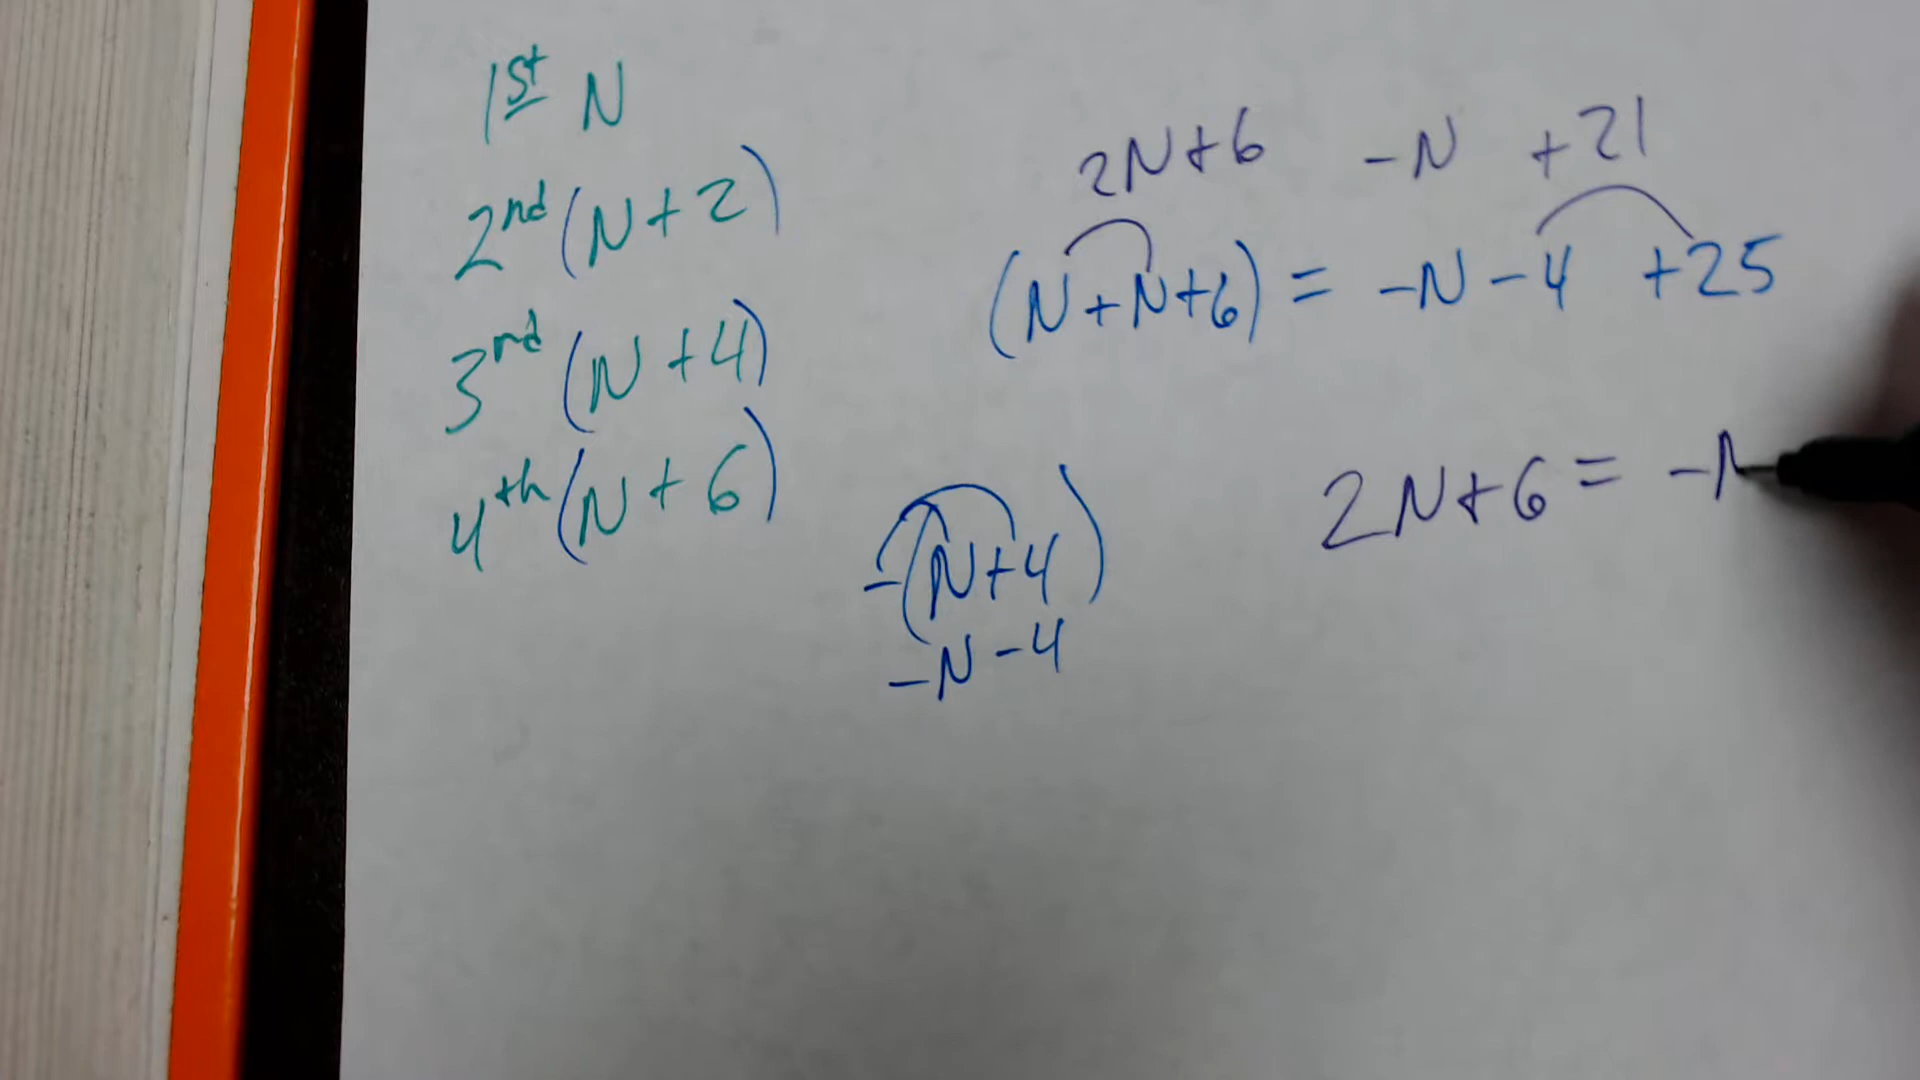 1st N
2nd (N+2)
3rd (N+4)
4th (N+6)
2N+6 -N +21
(N+N+6) = -N-4 +25
-(N+4)
-N-4
2N+6 = -N